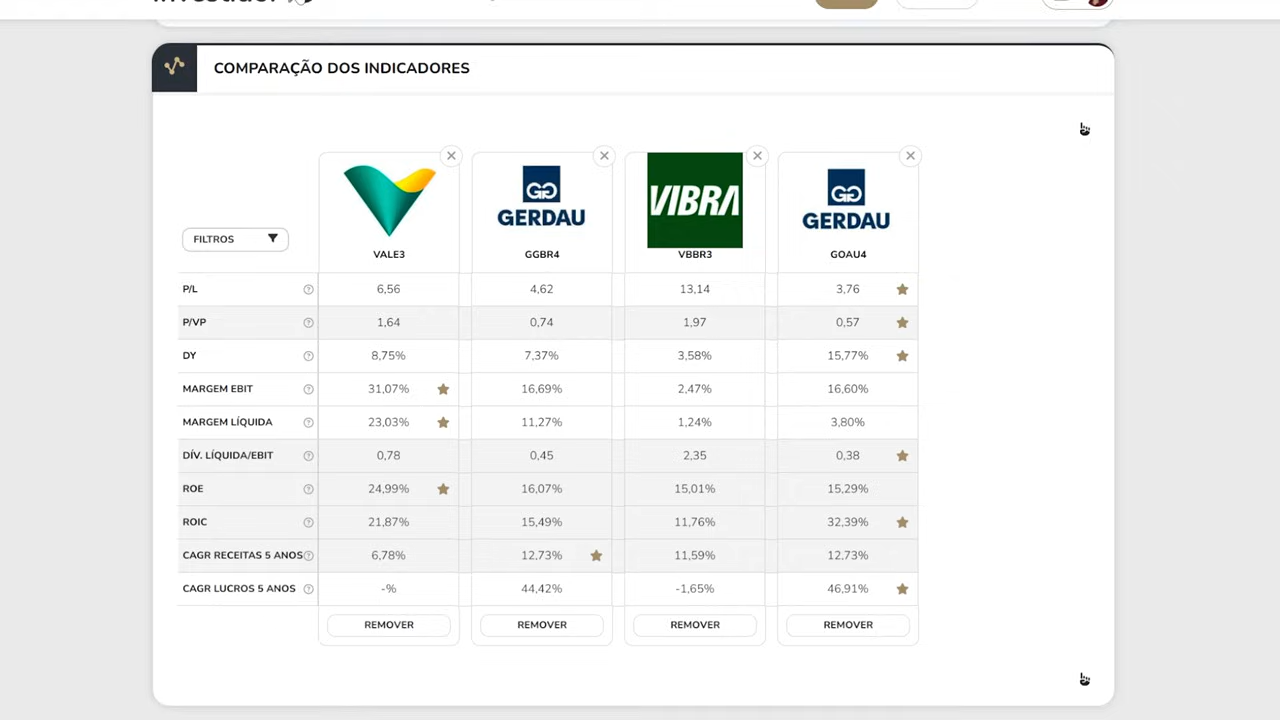 COMPARAÇÃO DOS INDICADORES
GERDAU
VIBRA
GERDAU
FILTROS
VALE3 GGBR4 VBBR3 GOAU4
P/L 6,56 4,62 13,14 3,76
P/VP 1,64 0,74 1,97 0,57
DY 8,75% 7,37% 3,58% 15,77%
MARGEM EBIT 31,07% 16,69% 2,47% 16,60%
MARGEM LÍQUIDA 23,03% 11,27% 1,24% 3,80%
DÍV. LÍQUIDA/EBIT 0,78 0,45 2,35 0,38
ROE 24,99% 16,07% 15,01% 15,29%
ROIC 21,87% 15,49% 11,76% 32,39%
CAGR RECEITAS 5 ANOS 6,78% 12,73% 11,59% 12,73%
CAGR LUCROS 5 ANOS -% 44,42% -1,65% 46,91%
REMOVER REMOVER REMOVER REMOVER